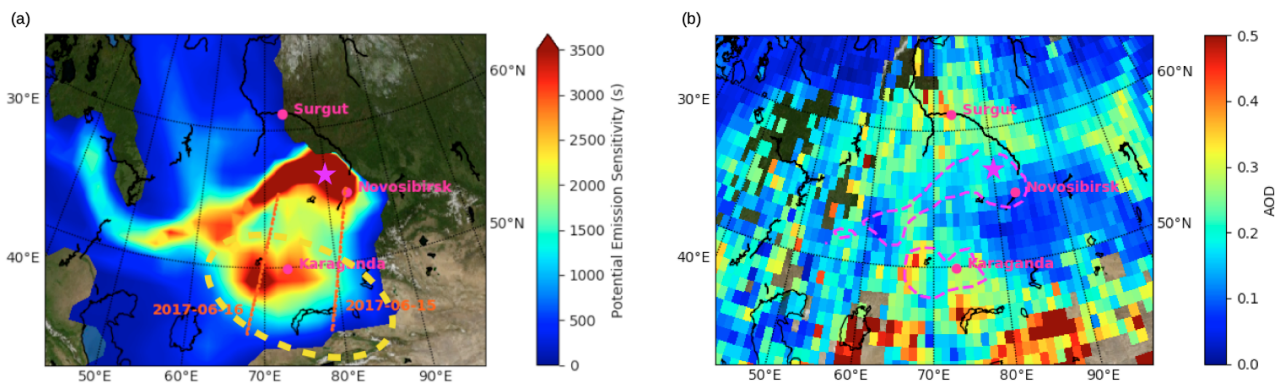 (a)
(b)
3500
3000
2500
2000
1500
1000
500
0
Potential Emission Sensitivity (s)
60°N
50°N
30°E
40°E
50°E
60°E
70°E
80°E
90°E
Surgut
Novosibirsk
Karaganda
2017-06-16
2017-06-15
0.5
0.4
0.3
0.2
0.1
0.0
AOD
60°N
50°N
30°E
40°E
50°E
60°E
70°E
80°E
90°E
Surgut
Novosibirsk
Karaganda